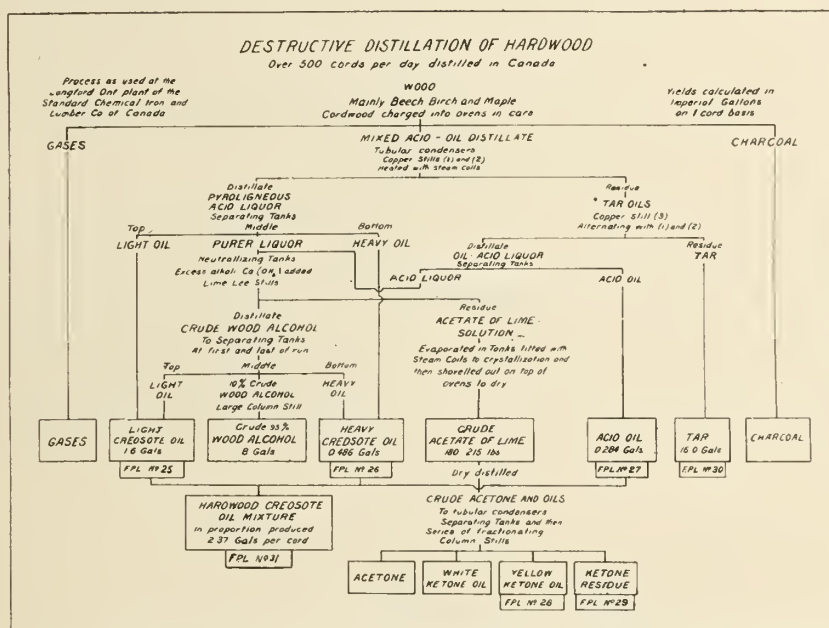 DESTRUCTIVE DISTILLATION OF HARDWOOD
Over 500 cords per day distilled in Canada
Process as used at the
Longford Ont plant of the
Standard Chemical Iron and
Lumber Co of Canada
WOOD
Mainly Beech Birch and Maple
Cordwood charged into ovens in cars
Yields calculated in
Imperial Gallons
on 1 cord basis
GASES
MIXED ACID - OIL DISTILLATE
Tubular condensers
Copper Stills (1) and (2)
Heated with steam coils
CHARCOAL
Distillate
PYROLIGNEOUS
ACID LIQUOR
Separating Tanks
Residue
TAR OILS
Copper Still (3)
Alternating with (1) and (2)
Top
LIGHT OIL
Middle
PURER LIQUOR
Neutralizing Tanks
Excess alkali Ca (OH) added
Lime Lee Stills
Bottom
HEAVY OIL
Distillate
OIL - ACID LIQUOR
Separating Tanks
Residue
TAR
ACID LIQUOR
ACID OIL
Distillate
CRUDE WOOD ALCOHOL
To Separating Tanks
At first and last of run
Residue
ACETATE OF LIME
SOLUTION
Evaporated in Tanks fitted with
Steam Coils to crystallization and
then shovelled out on top of
ovens to dry
Top
LIGHT
OIL
Middle
10% Crude
WOOD ALCOHOL
Large Column Still
Bottom
HEAVY
OIL
GASES
LIGHT
CREOSOTE OIL
1 6 Gals
FPL Nº 25
Crude 95%
WOOD ALCOHOL
8 Gals
HEAVY
CREOSOTE OIL
0 486 Gals
FPL Nº 26
CRUDE
ACETATE OF LIME
180 215 lbs
ACID OIL
0 284 Gals
FPL Nº 27
TAR
16 0 Gals
FPL Nº 30
CHARCOAL
Dry distilled
HARDWOOD CREOSOTE
OIL MIXTURE
In proportion produced
2 37 Gals per cord
FPL Nº 31
CRUDE ACETONE AND OILS
To tubular condensers
Separating Tanks and then
Series of fractionating
Column Stills
ACETONE
WHITE
KETONE OIL
YELLOW
KETONE OIL
FPL Nº 28
KETONE
RESIDUE
FPL Nº 29